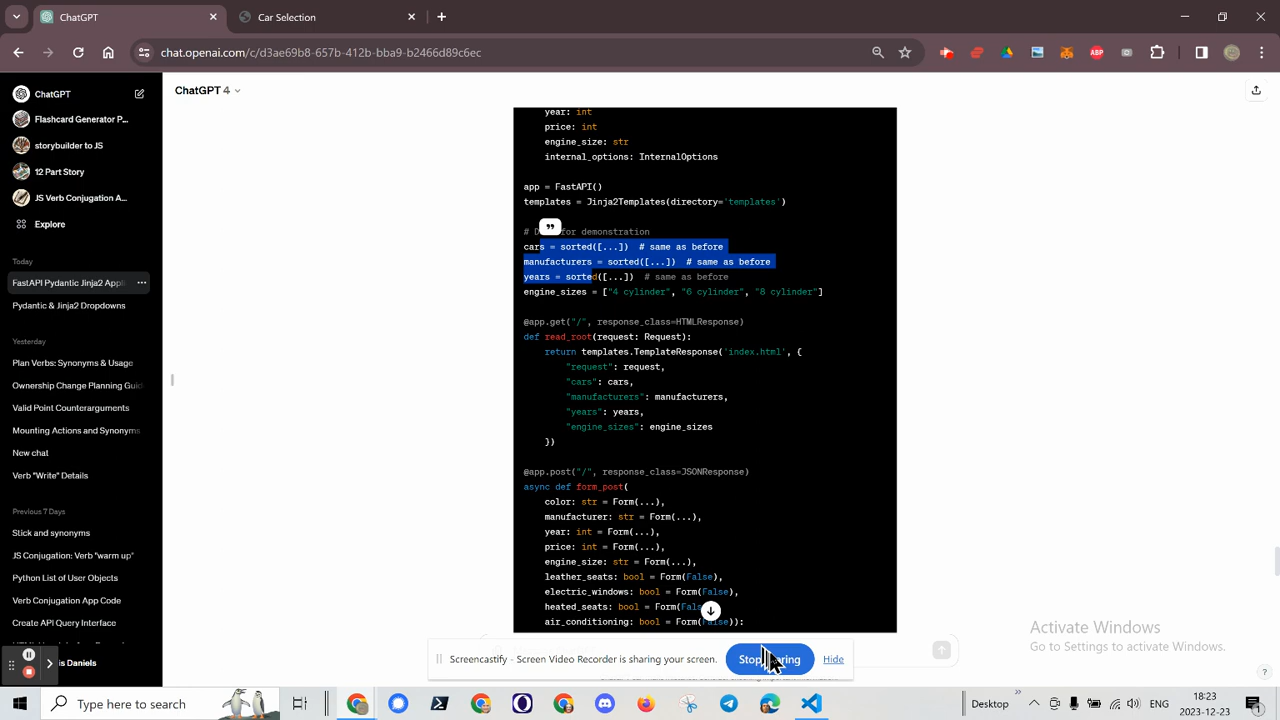 ChatGPT
Car Selection
chat.openai.com/c/d3ae69b8-657b-412b-bba9-b2466d89c6ec
ABP
ChatGPT
Flashcard Generator P...
storybuilder to JS
12 Part Story
JS Verb Conjugation A...
Explore
Today
FastAPI Pydantic Jinja2 Appli
Pydantic & Jinja2 Dropdowns
Yesterday
Plan Verbs: Synonyms & Usage
Ownership Change Planning Guid
Valid Point Counterarguments
Mounting Actions and Synonyms
New chat
Verb "Write" Details
Previous 7 Days
Stick and synonyms
JS Conjugation: Verb "warm up"
Python List of User Objects
Verb Conjugation App Code
Create API Query Interface
is Daniels
ChatGPT 4
year: int
price: int
engine_size: str
internal_options: InternalOptions
app = FastAPI()
templates = Jinja2Templates(directory='templates')
# D for demonstration
cars = sorted([...]) # same as before
manufacturers = sorted([...]) # same as before
years = sorted([...]) # same as before
engine_sizes = ["4 cylinder", "6 cylinder", "8 cylinder"]
@app.get("/", response_class=HTMLResponse)
def read_root(request: Request):
return templates.TemplateResponse('index.html', {
"request": request,
"cars": cars,
"manufacturers": manufacturers,
"years": years,
"engine_sizes": engine_sizes
})
@app.post("/", response_class=JSONResponse)
async def form_post(
color: str = Form(...),
manufacturer: str = Form(...),
year: int = Form(...),
price: int = Form(...),
engine_size: str = Form(...),
leather_seats: bool = Form(False),
electric_windows: bool = Form(False),
heated_seats: bool = Form(Fals
air_conditioning: bool = Form(False)):
Screencastify - Screen Video Recorder is sharing your screen.
Stop sharing
Hide
Activate Windows
Go to Settings to activate Windows.
Type here to search
Desktop
ENG
18:23
2023-12-23
1